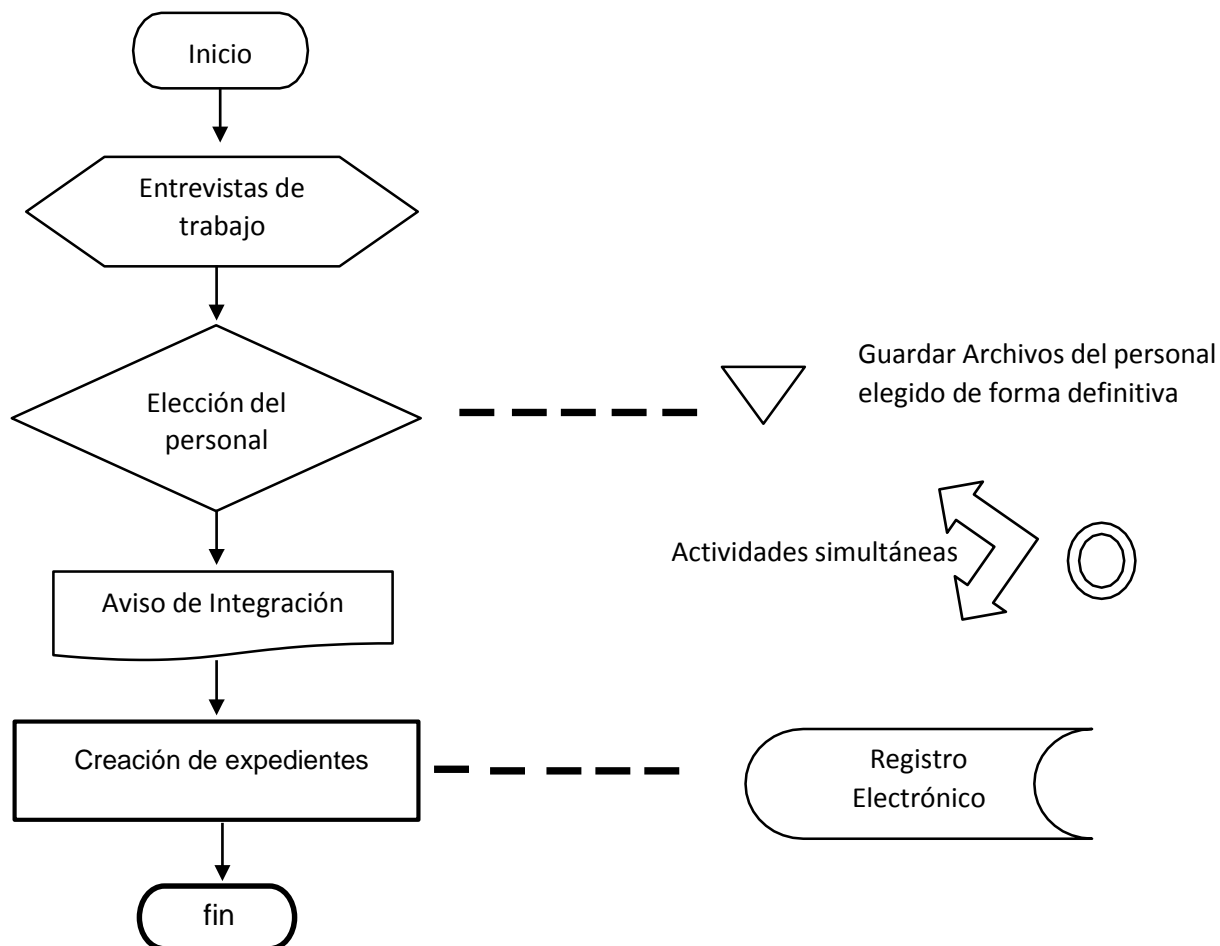 Inicio
Entrevistas de
trabajo
Elección del
personal
Guardar Archivos del personal
elegido de forma definitiva
Actividades simultáneas
Aviso de Integración
Creación de expedientes
Registro
Electrónico
fin